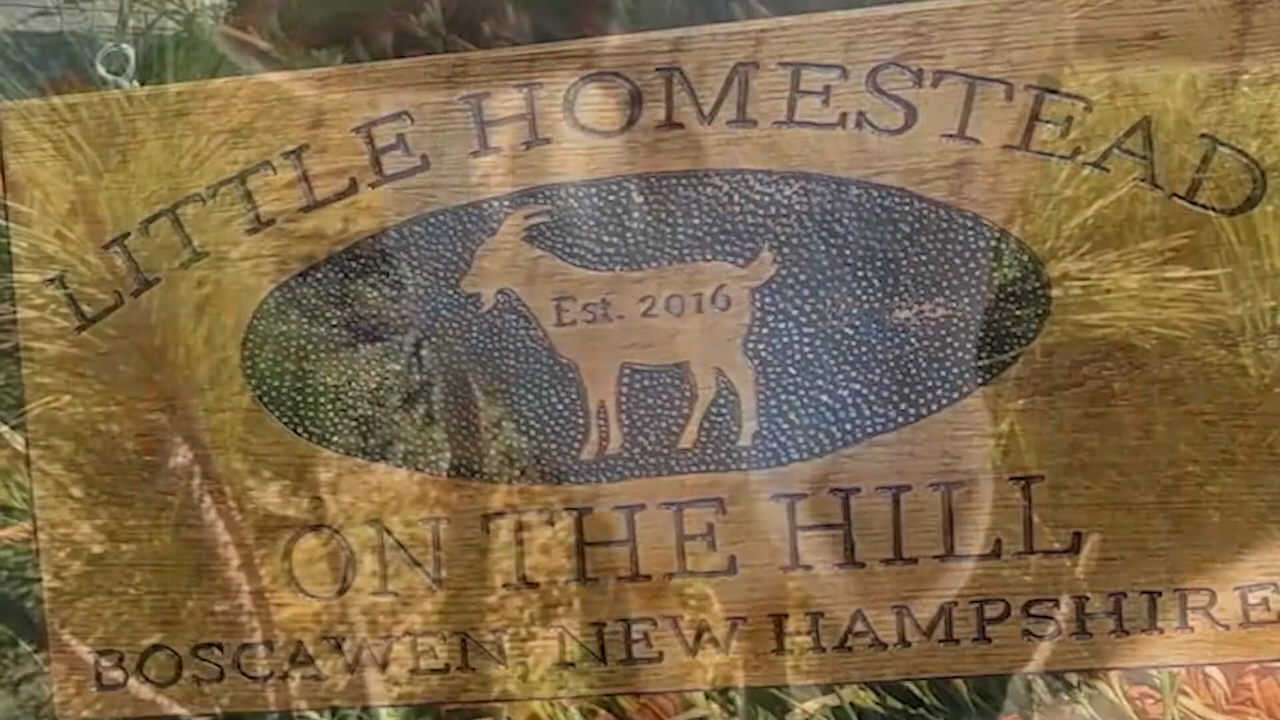 LITTLE HOMESTEAD
Est. 2016
ON THE HILL
BOSCAWEN, NEW HAMPSHIRE